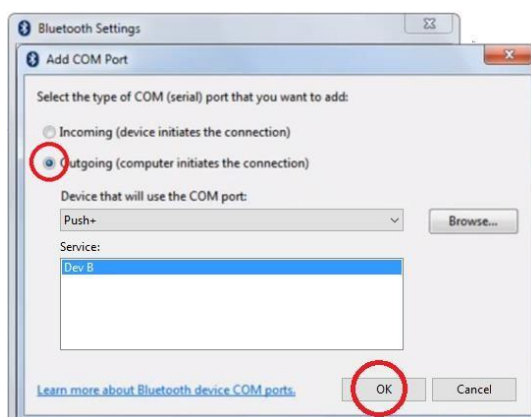 Bluetooth Settings
Add COM Port
Select the type of COM (serial) port that you want to add:
Incoming (device initiates the connection)
Outgoing (computer initiates the connection)
Device that will use the COM port:
Push+
Browse...
Service:
Dev B
Learn more about Bluetooth device COM ports.
OK
Cancel